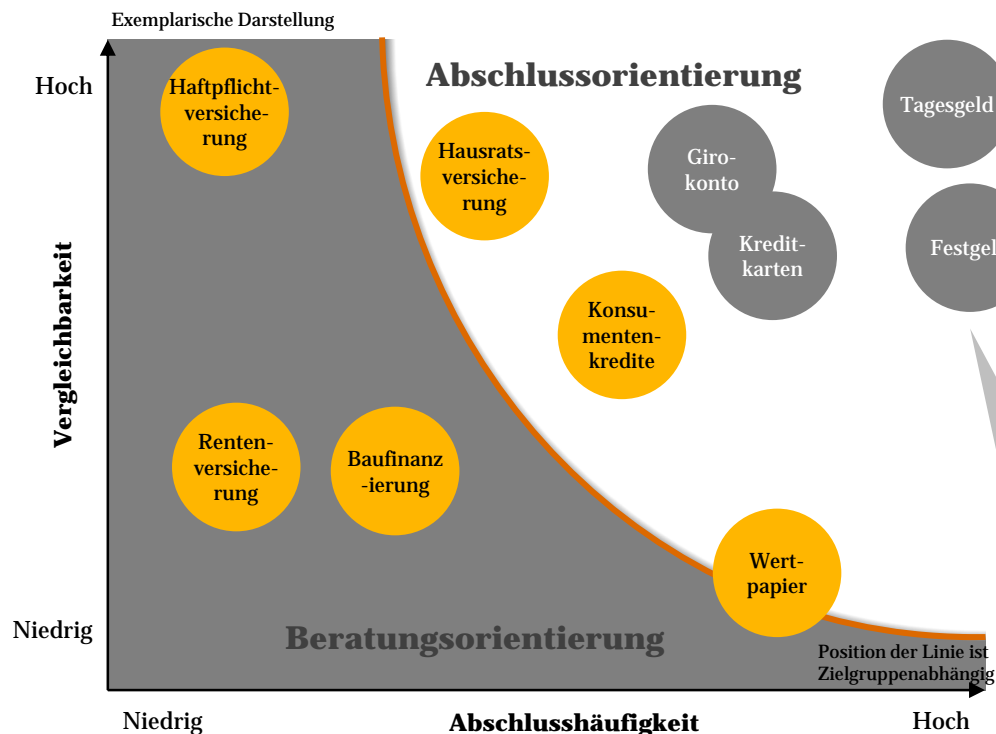 Exemplarische Darstellung
Hoch
Abschlussorientierung
Haftpflicht-
versiche-
rung
Hausrats-
versiche-
rung
Giro-
konto
Tagesgeld
Kredit-
karten
Festgel
Konsu-
menten-
kredite
Vergleichbarkeit
Renten-
versiche-
rung
Baufinanz
-ierung
Wert-
papier
Niedrig
Beratungsorientierung
Position der Linie ist
Zielgruppenabhängig
Niedrig
Abschlusshäufigkeit
Hoch